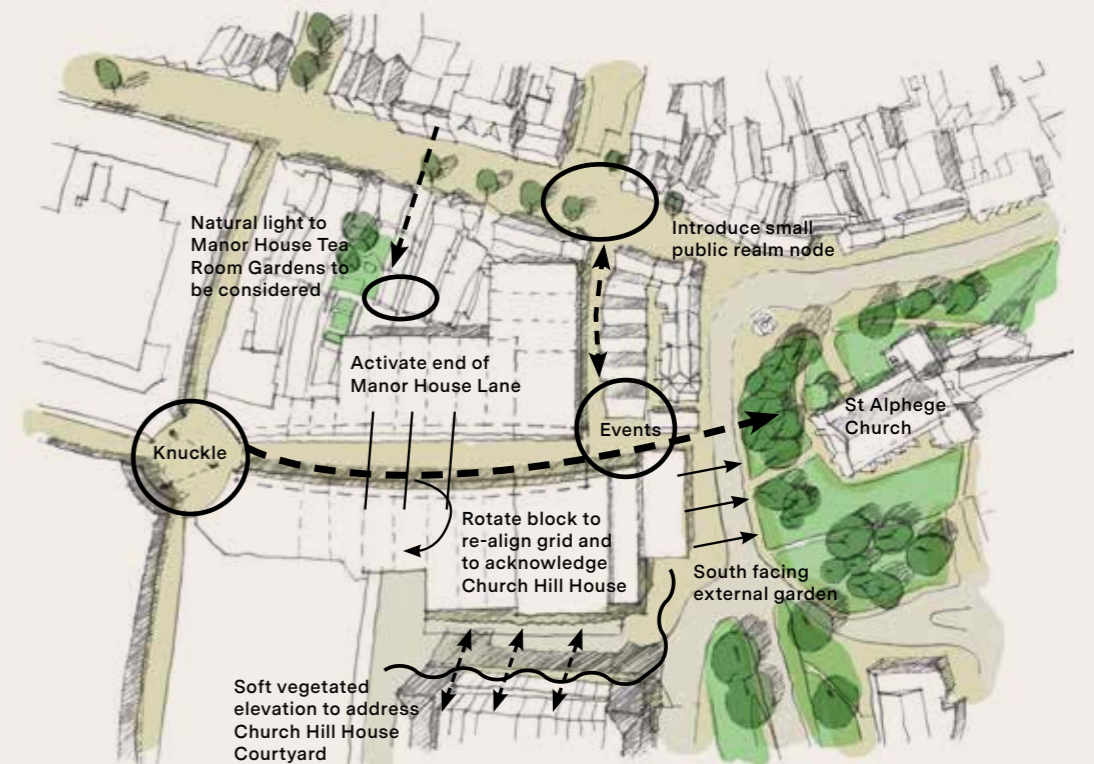 Natural light to
Manor House Tea
Room Gardens to
be considered
Introduce small
public realm node
Activate end of
Manor House Lane
St Alphege
Church
Knuckle
Events
Rotate block to
re-align grid and
to acknowledge
Church Hill House
South facing
external garden
Soft vegetated
elevation to address
Church Hill House
Courtyard